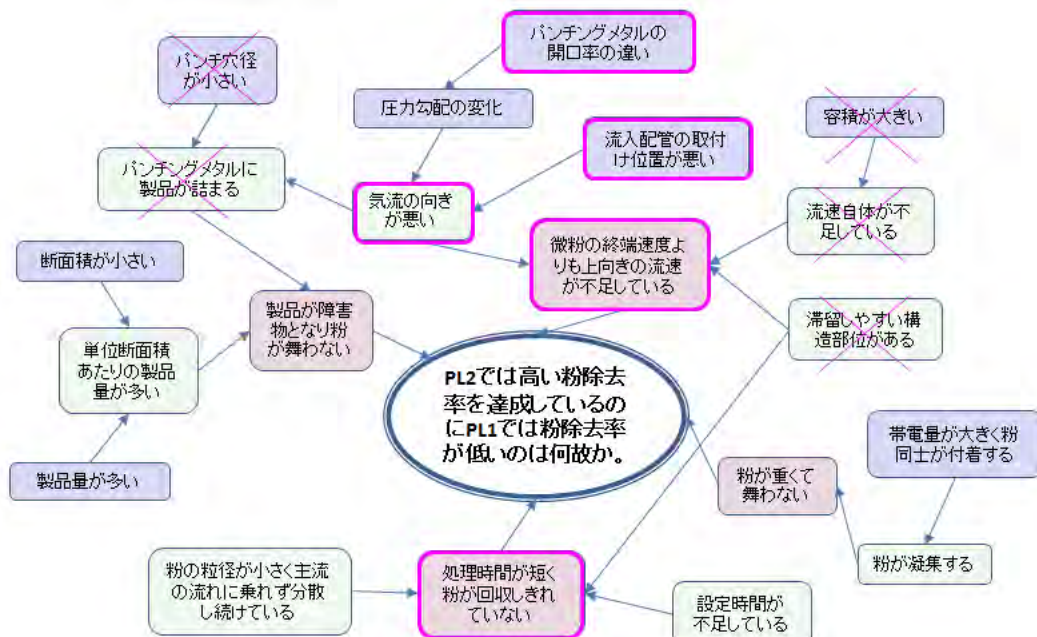 パンチングメタルの
開口率の違い
パンチ穴径
が小さい
圧力勾配の変化
容積が大きい
流入配管の取付
け位置が悪い
パンチングメタルに
製品が詰まる
気流の向き
が悪い
流速自体が不
足している
微粉の終端速度よ
りも上向きの流速
が不足している
断面積が小さい
製品が障害
物となり粉
が舞わない
滞留しやすい構
造部位がある
単位断面積
あたりの製品
量が多い
PL2では高い粉除去
率を達成しているの
にPL1では粉除去率
が低いのは何故か。
帯電量が大きく粉
同士が付着する
製品量が多い
粉が重くて
舞わない
粉が凝集する
粉の粒径が小さく主流
の流れに乗れず分散
し続けている
処理時間が短く
粉が回収しきれ
ていない
設定時間が
不足している